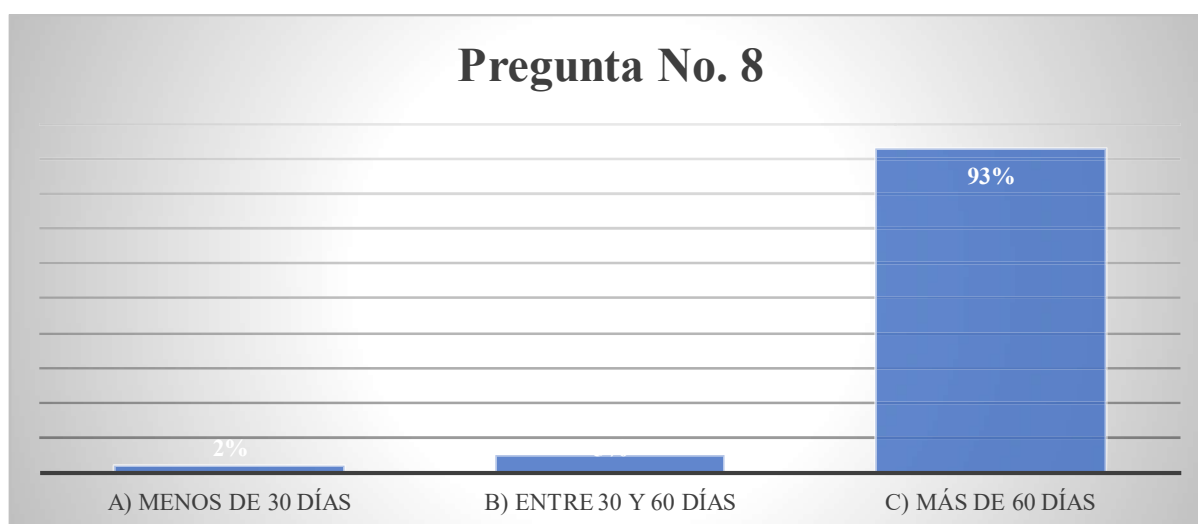 Pregunta No. 8
93%
2%
A) MENOS DE 30 DÍAS
B) ENTRE 30 Y 60 DÍAS
C) MÁS DE 60 DÍAS